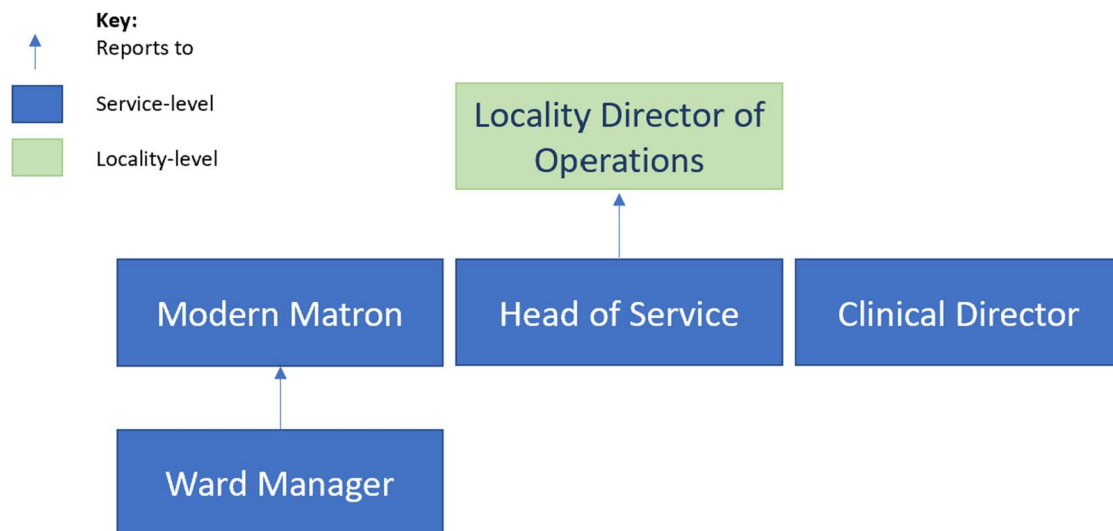 Key:
Reports to
Service-level
Locality-level
Locality Director of
Operations
Modern Matron
Head of Service
Clinical Director
Ward Manager